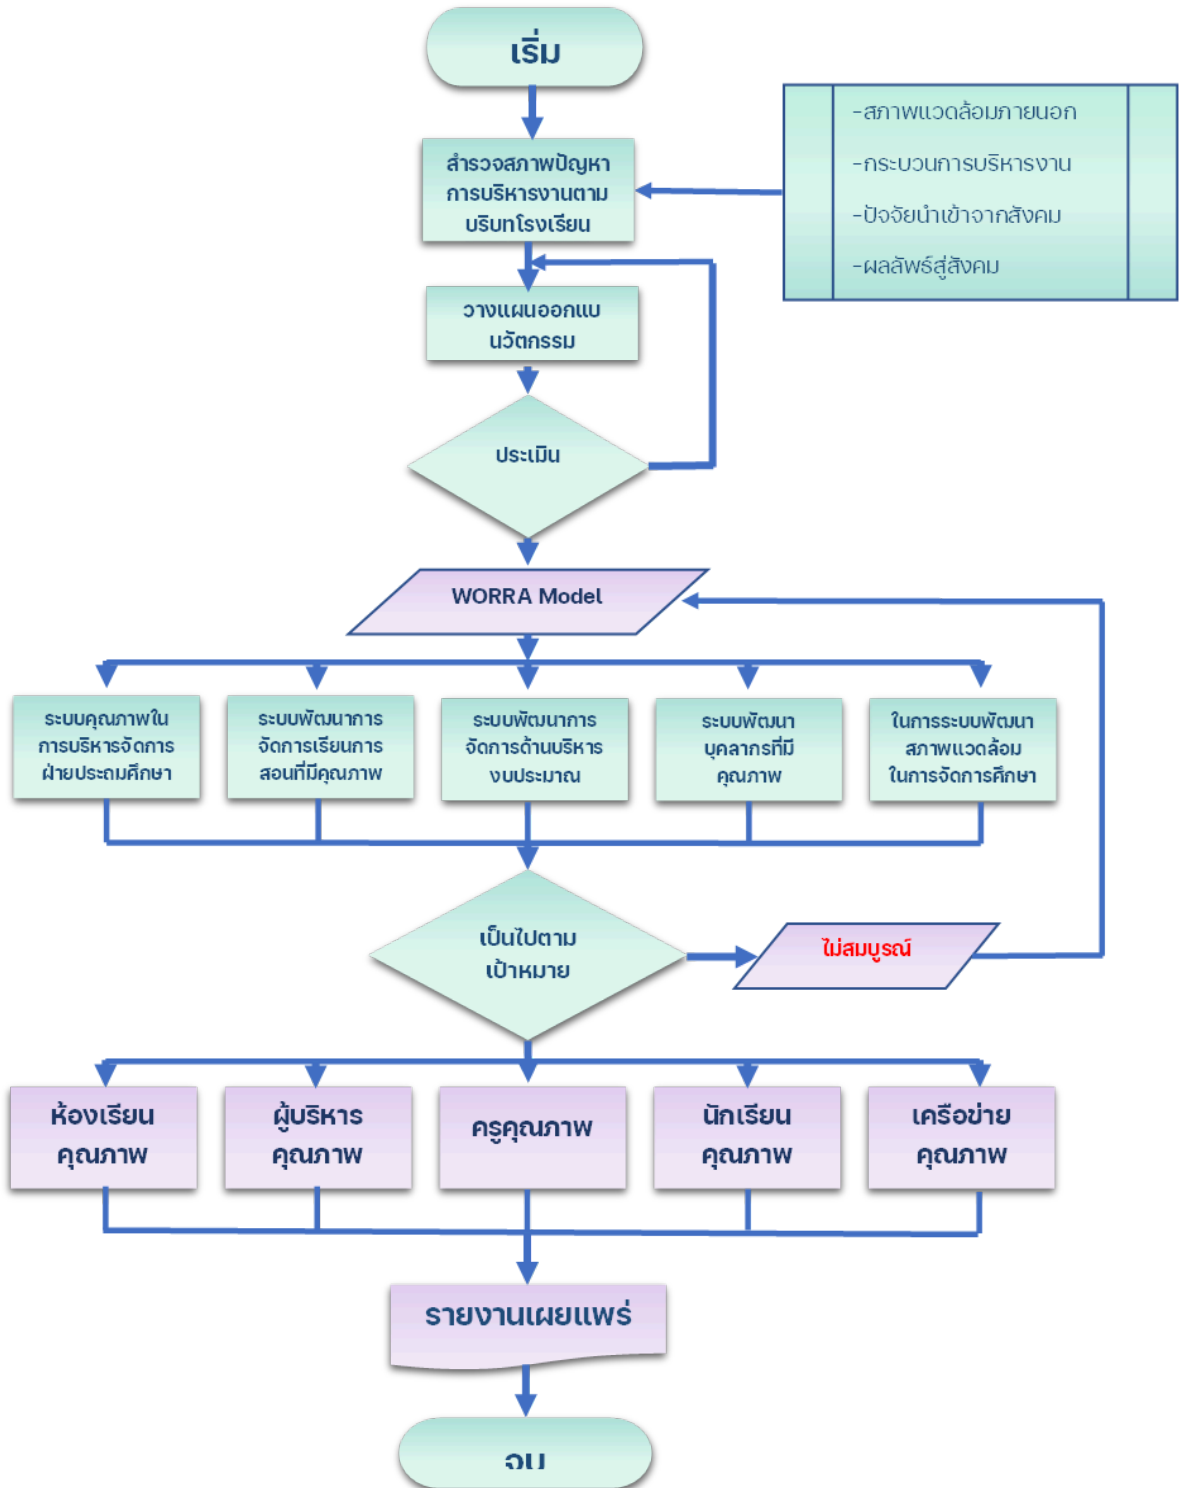 เริ่ม
สำรวจสภาพปัญหา
การบริหารงานตาม
บริบทโรงเรียน
-สภาพแวดล้อมภายนอก
-กระบวนการบริหารงาน
-ปัจจัยนำเข้าจากสังคม
-ผลลัพธ์สู่สังคม
วางแผนออกแบ
นวัตกรรม
ประเมิน
WORRA Model
ระบบคุณภาพใน
การบริหารจัดการ
ฝ่ายประถมศึกษา
ระบบพัฒนาการ
จัดการเรียนการ
สอนที่มีคุณภาพ
ระบบพัฒนาการ
จัดการด้านบริหาร
งบประมาณ
ระบบพัฒนา
บุคลากรที่มี
คุณภาพ
ในการระบบพัฒนา
สภาพแวดล้อม
ในการจัดการศึกษา
เป็นไปตาม
เป้าหมาย
ไม่สมบูรณ์
ห้องเรียน
คุณภาพ
ผู้บริหาร
คุณภาพ
ครูคุณภาพ
นักเรียน
คุณภาพ
เครือข่าย
คุณภาพ
รายงานเผยแพร่
จบ